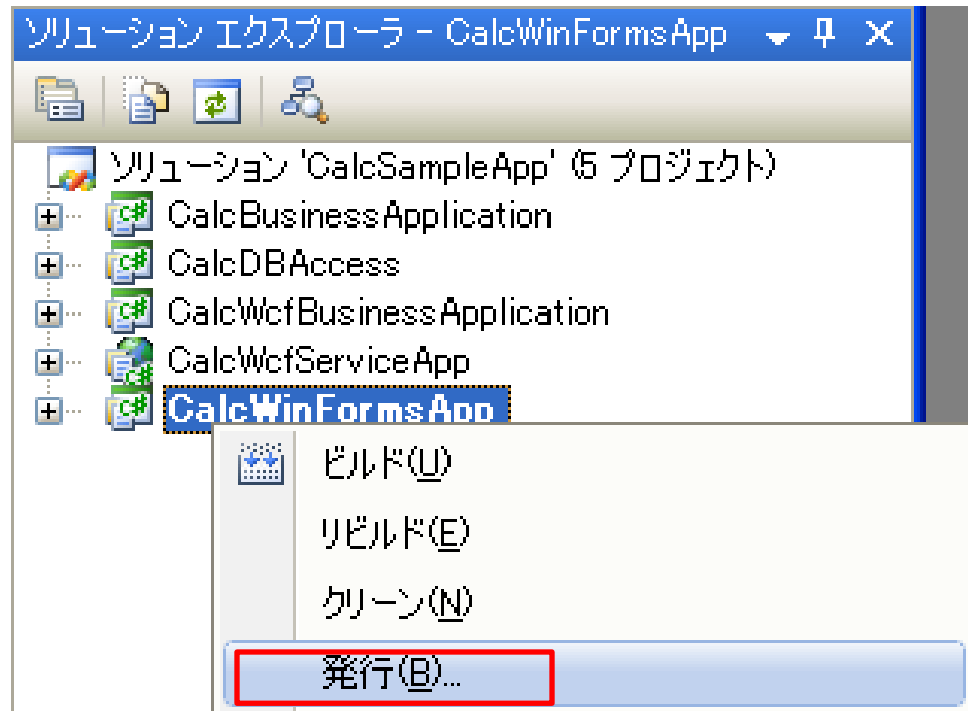 ソリューション エクスプローラ - CalcWinFormsApp
ソリューション 'CalcSampleApp' (5 プロジェクト)
CalcBusinessApplication
CalcDBAccess
CalcWcfBusinessApplication
CalcWcfServiceApp
CalcWinFormsApp
ビルド(U)
リビルド(E)
クリーン(N)
発行(B)...